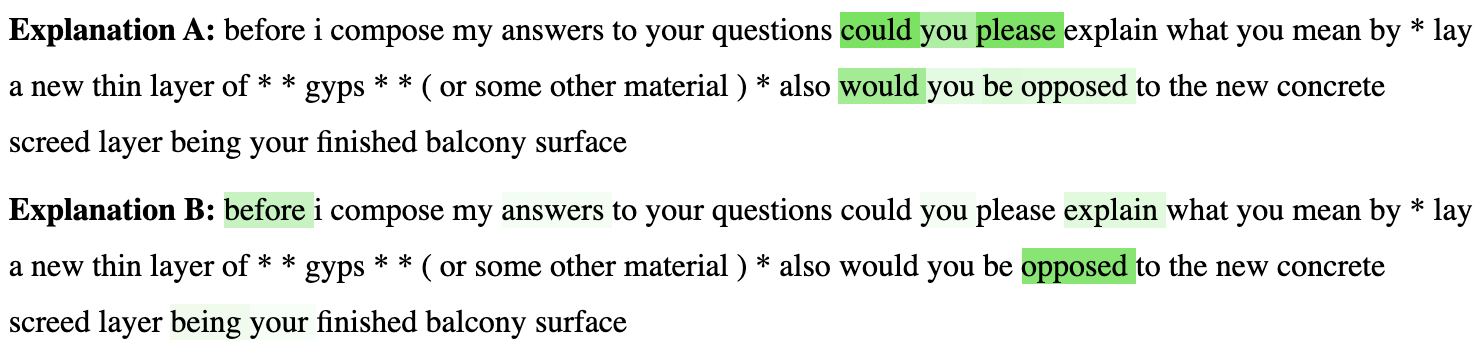 Explanation A: before i compose my answers to your questions could you please explain what you mean by * lay
a new thin layer of * * gyps * * ( or some other material ) * also would you be opposed to the new concrete
screed layer being your finished balcony surface
Explanation B: before i compose my answers to your questions could you please explain what you mean by * lay
a new thin layer of * * gyps * * ( or some other material ) * also would you be opposed to the new concrete
screed layer being your finished balcony surface